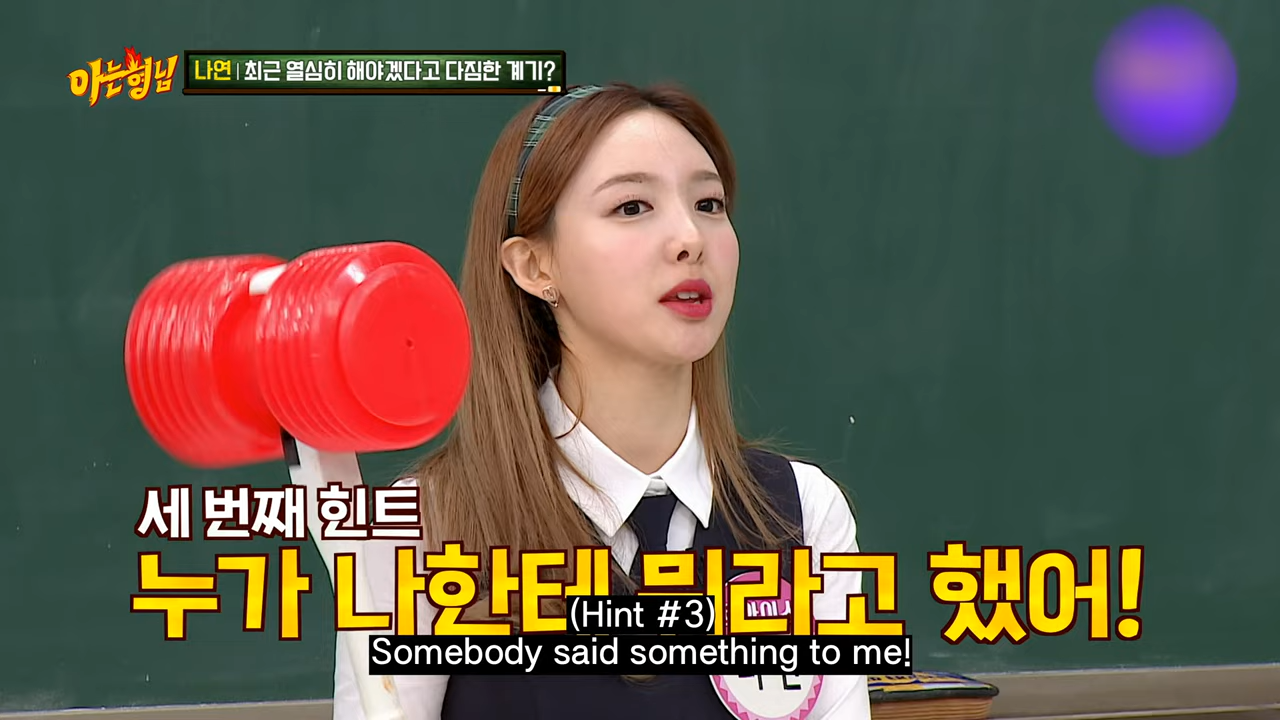 아는형님
나연 | 최근 열심히 해야겠다고 다짐한 계기?
세 번째 힌트
누가 나한테 뭐라고 했어!
(Hint #3)
Somebody said something to me!